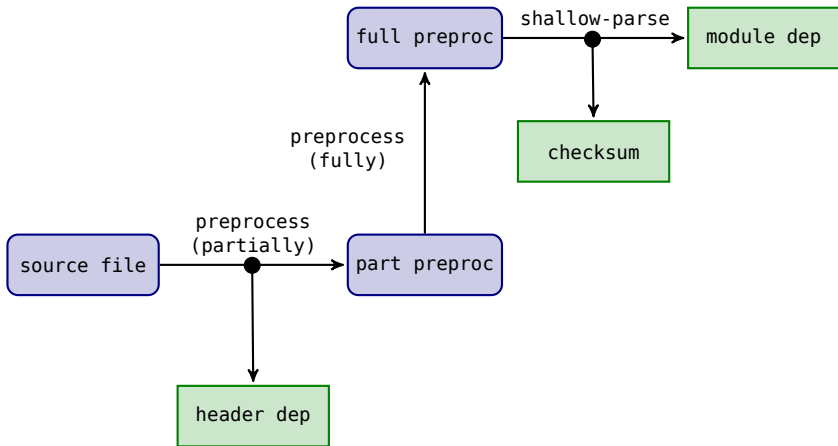 shallow-parse
full preproc
module dep
preprocess
(fully)
checksum
preprocess
(partially)
source file
part preproc
header dep